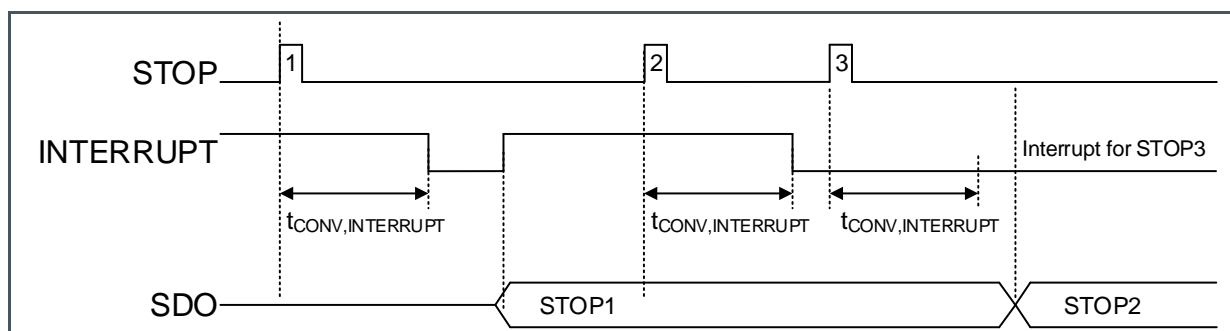 STOP 1 2 3
INTERRUPT Interrupt for STOP3
tCONV,INTERRUPT tCONV,INTERRUPT tCONV,INTERRUPT
SDO STOP1 STOP2